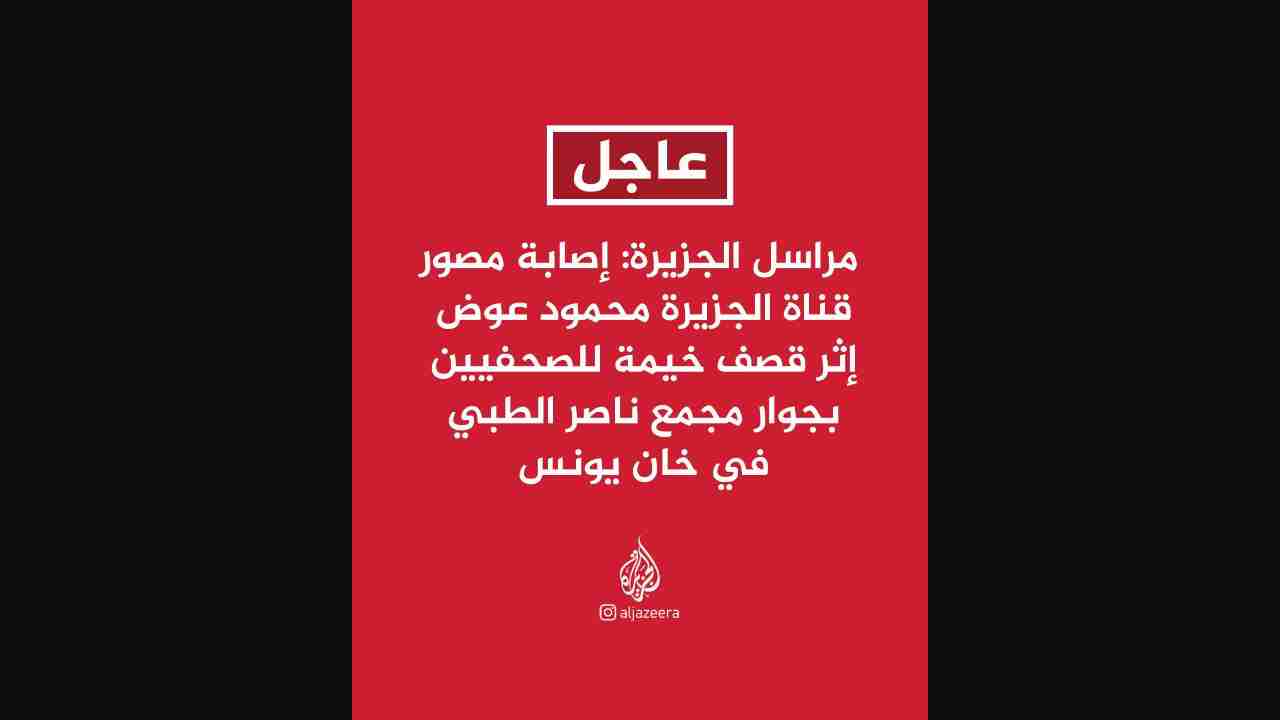 عاجل
مراسل الجزيرة: إصابة مصور
قناة الجزيرة محمود عوض
إثر قصف خيمة للصحفيين
بجوار مجمع ناصر الطبي
في خان يونس
الجزيرة
aljazeera